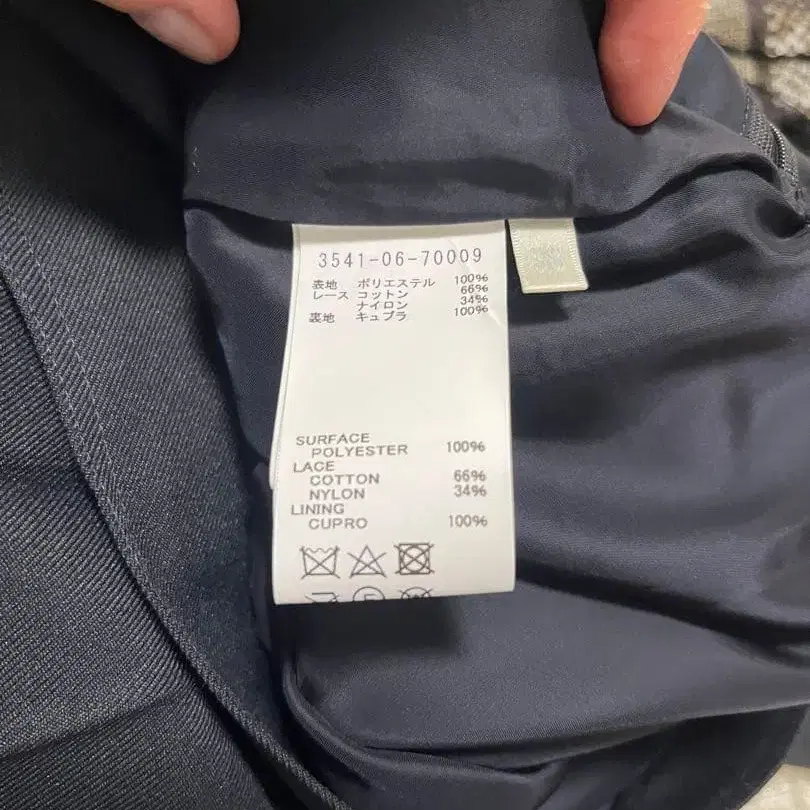 3541-06-70009
表地 ポリエステル 100%
レース コットン 66%
ナイロン 34%
裏地 キュプラ 100%
SURFACE
POLYESTER 100%
LACE
COTTON 66%
NYLON 34%
LINING
CUPRO 100%